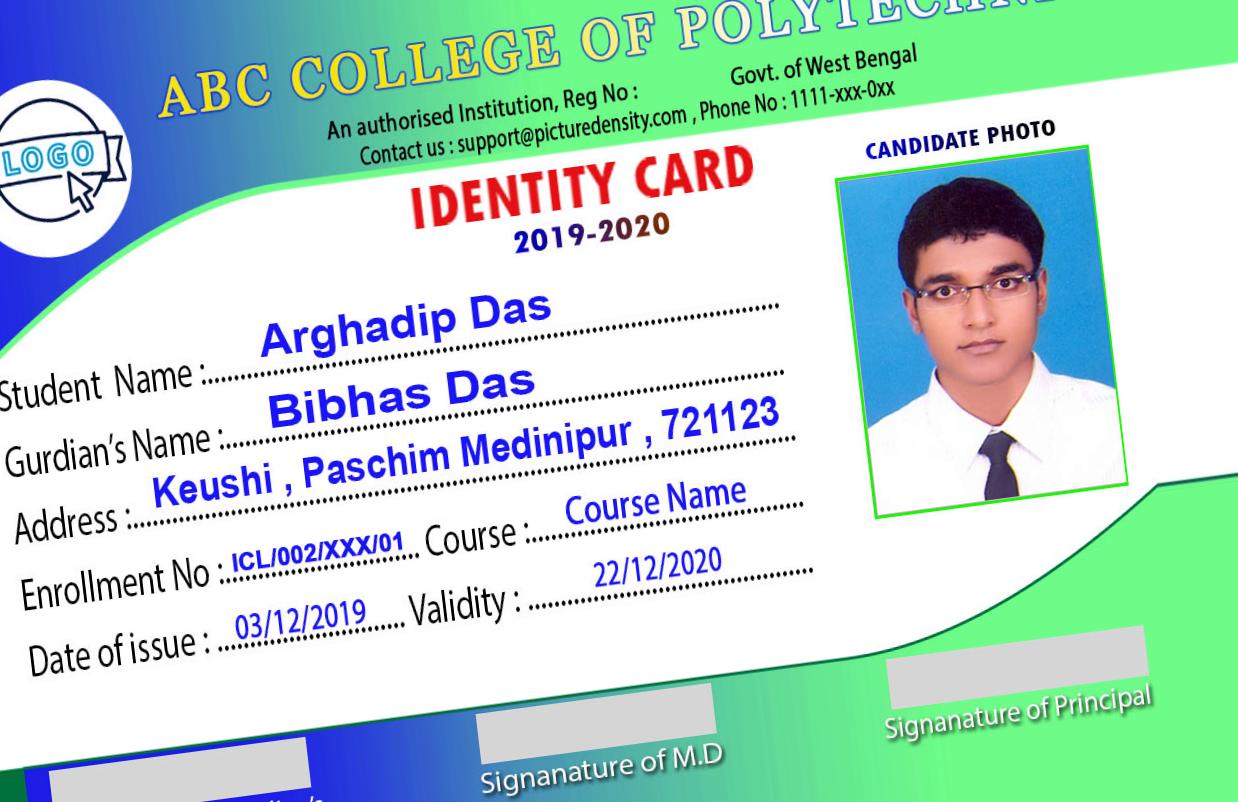 ABC COLLEGE OF POLYTECHNI
An authorised Institution, Reg No : Govt. of West Bengal
Contact us : support@picturedensity.com , Phone No : 1111-xxx-0xx
LOGO
IDENTITY CARD
2019-2020
CANDIDATE PHOTO
Student Name : Arghadip Das
Gurdian's Name : Bibhas Das
Address : Keushi , Paschim Medinipur , 721123
Enrollment No : ICL/002/XXX/01 Course : Course Name
Date of issue : 03/12/2019 Validity : 22/12/2020
Signanature of M.D
Signanature of Principal